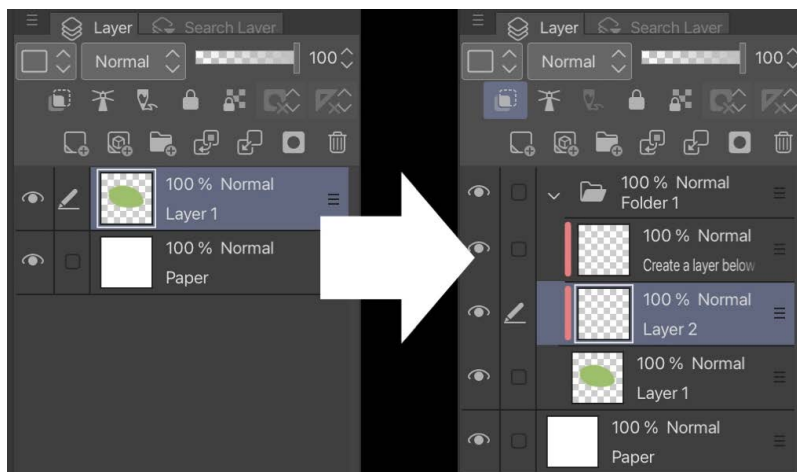 Layer Search Layer
Normal 100
100 % Normal
Layer 1
100 % Normal
Paper
Layer Search Layer
Normal 100
100 % Normal
Folder 1
100 % Normal
Create a layer below
100 % Normal
Layer 2
100 % Normal
Layer 1
100 % Normal
Paper